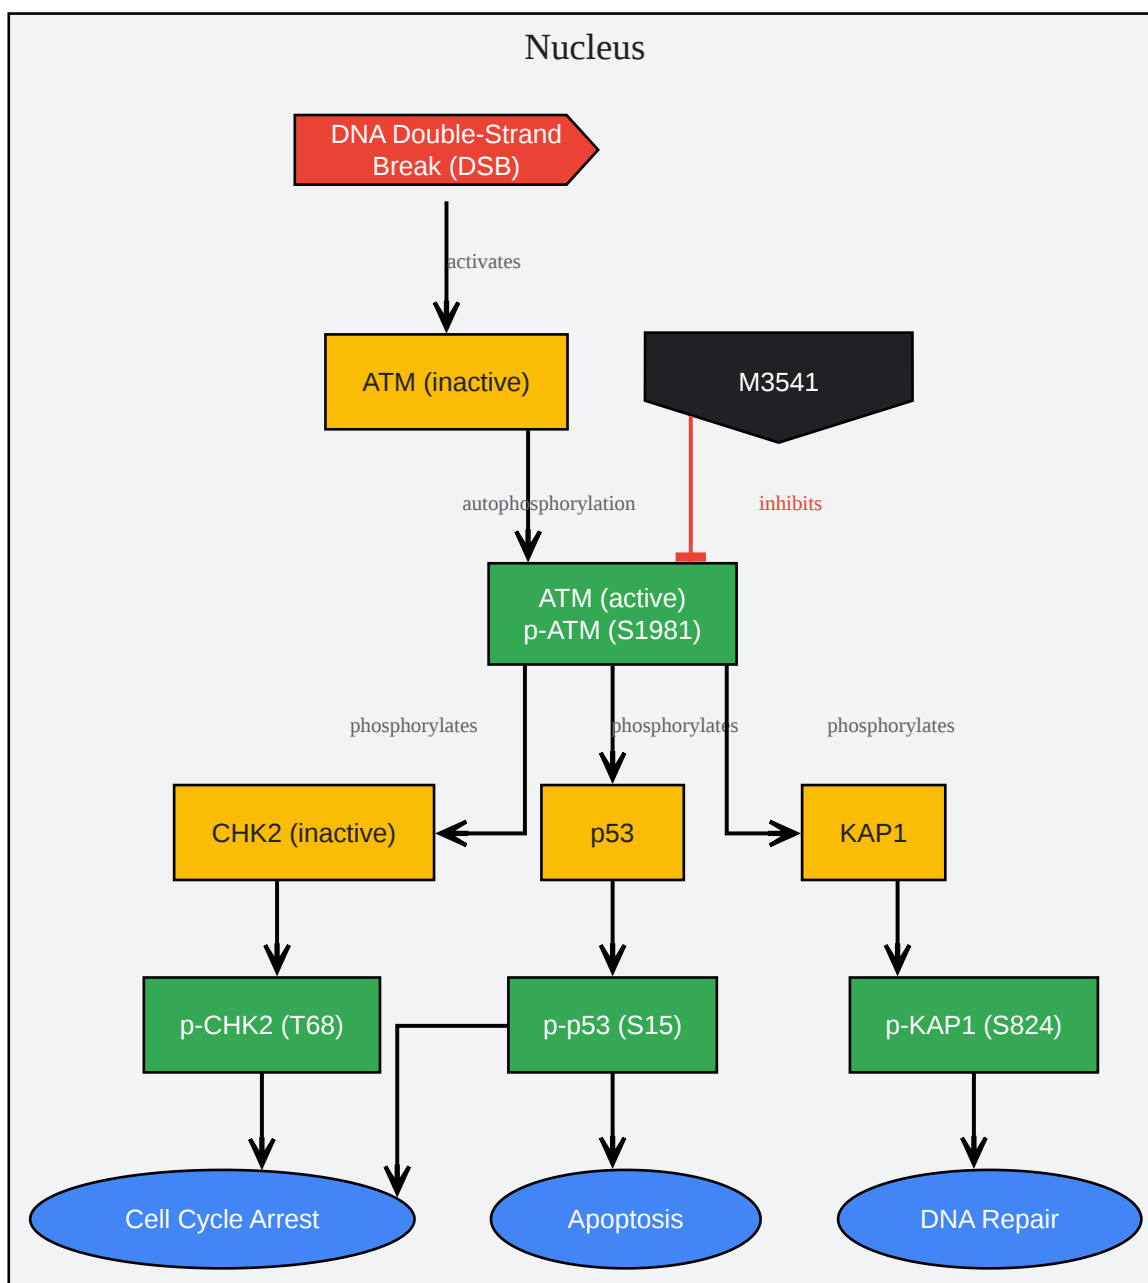 Nucleus
DNA Double-Strand
Break (DSB)
activates
ATM (inactive)
M3541
autophosphorylation
inhibits
ATM (active)
p-ATM (S1981)
phosphorylates
phosphorylates
phosphorylates
CHK2 (inactive)
p53
KAP1
p-CHK2 (T68)
p-p53 (S15)
p-KAP1 (S824)
Cell Cycle Arrest
Apoptosis
DNA Repair